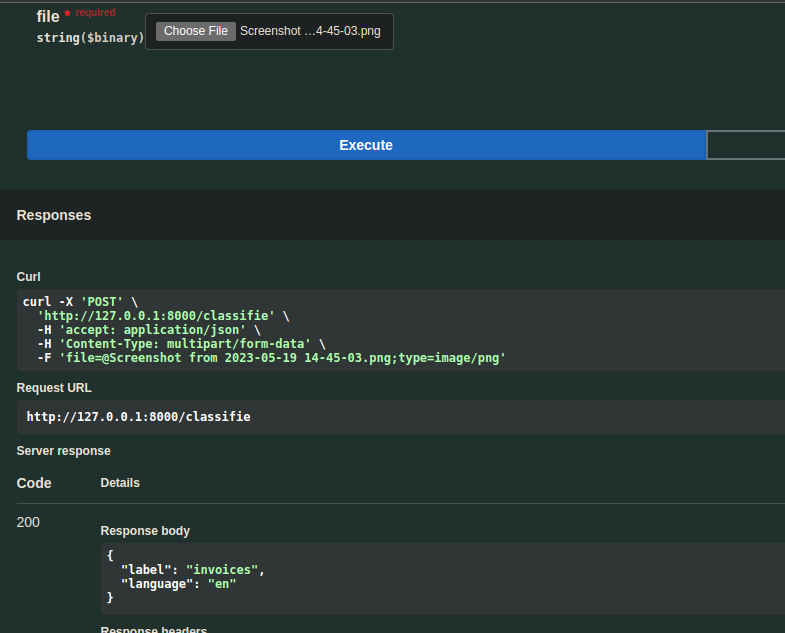 file * required
string($binary)
Choose File Screenshot …4-45-03.png
Execute
Responses
Curl
curl -X 'POST' \
'http://127.0.0.1:8000/classifie' \
-H 'accept: application/json' \
-H 'Content-Type: multipart/form-data' \
-F 'file=@Screenshot from 2023-05-19 14-45-03.png;type=image/png'
Request URL
http://127.0.0.1:8000/classifie
Server response
Code Details
200
Response body
{
"label": "invoices",
"language": "en"
}
Response headers